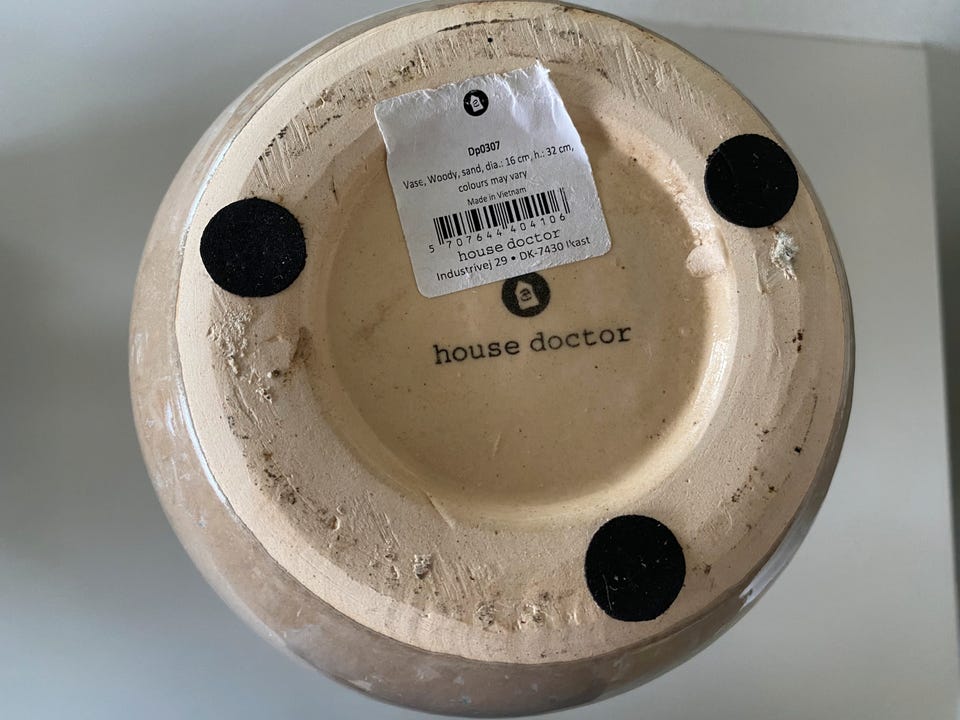 Dp0307
Vase, Woody, sand, dia.: 16 cm, h.: 32 cm,
colours may vary
Made in Vietnam
5 707644 404106
house doctor
Industrivej 29 • DK-7430 Ikast
house doctor